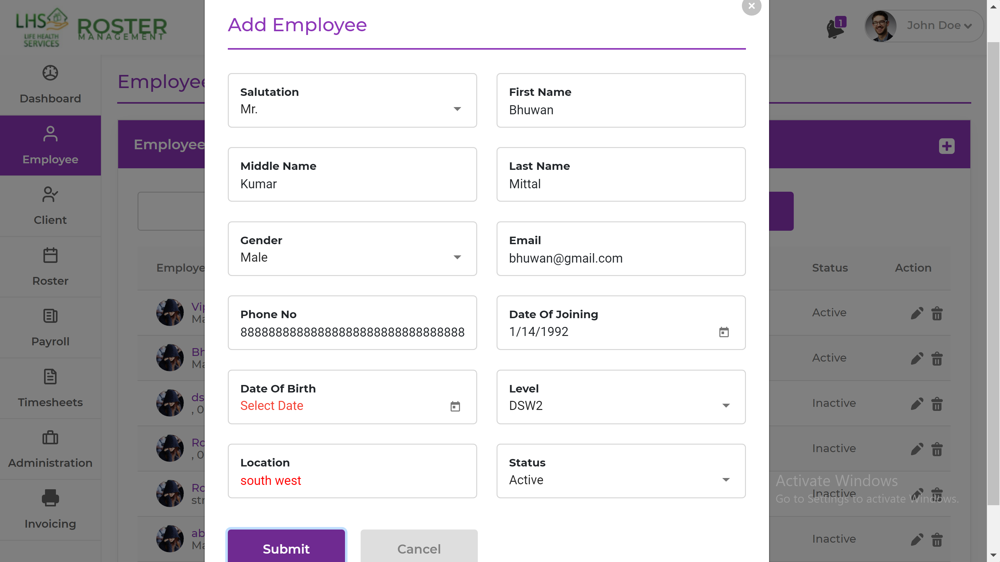 LHS
LIFE HEALTH
SERVICES
ROSTER
MANAGEMENT
1
John Doe
Dashboard
Employee
Client
Roster
Payroll
Timesheets
Administration
Invoicing
Employee
Employee
Employe
Status
Action
Vip
Ma
Active
Bh
Ma
Active
ds
, 0
Inactive
Ro
, 0
Inactive
Ro
str
Inactive
ab
Ma
Inactive
Add Employee
Salutation
Mr.
First Name
Bhuwan
Middle Name
Kumar
Last Name
Mittal
Gender
Male
Email
bhuwan@gmail.com
Phone No
88888888888888888888888888888888
Date Of Joining
1/14/1992
Date Of Birth
Select Date
Level
DSW2
Location
south west
Status
Active
Submit
Cancel
Activate Windows
Go to Settings to activate Windows.